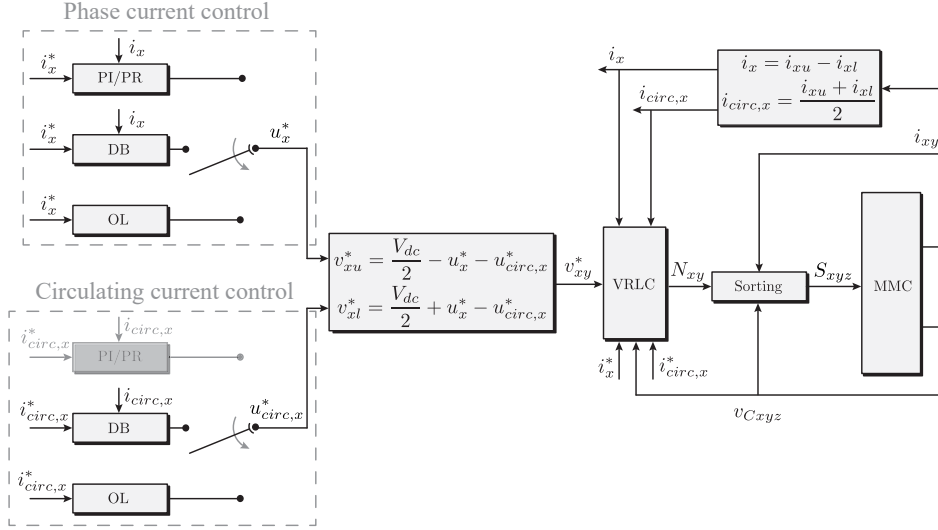 Phase current control
i_x
i_x^*
PI/PR
i_x
i_x^*
DB
u_x^*
i_x^*
OL
Circulating current control
i_{circ,x}
i_{circ,x}^*
PI/PR
i_{circ,x}
i_{circ,x}^*
DB
u_{circ,x}^*
i_{circ,x}^*
OL
v_{xu}^* = \frac{V_{dc}}{2} - u_x^* - u_{circ,x}^*
v_{xl}^* = \frac{V_{dc}}{2} + u_x^* - u_{circ,x}^*
v_{xy}^*
i_x
i_{circ,x}
i_x = i_{xu} - i_{xl}
i_{circ,x} = \frac{i_{xu} + i_{xl}}{2}
i_{xy}
VRLC
N_{xy}
Sorting
S_{xyz}
MMC
i_x^*
i_{circ,x}^*
v_{Cxyz}